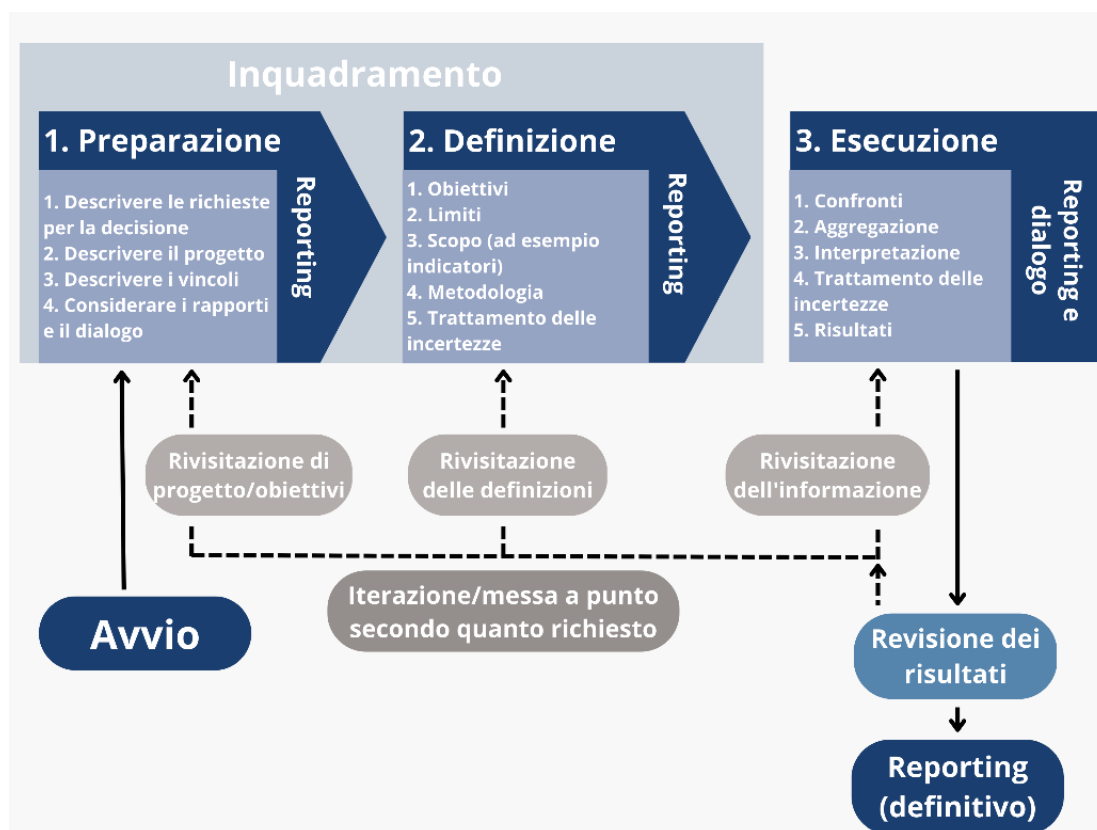 Inquadramento
1. Preparazione
1. Descrivere le richieste
per la decisione
2. Descrivere il progetto
3. Descrivere i vincoli
4. Considerare i rapporti
e il dialogo
Reporting
2. Definizione
1. Obiettivi
2. Limiti
3. Scopo (ad esempio
indicatori)
4. Metodologia
5. Trattamento delle
incertezze
Reporting
3. Esecuzione
1. Confronti
2. Aggregazione
3. Interpretazione
4. Trattamento delle
incertezze
5. Risultati
Reporting e
dialogo
Rivisitazione di
progetto/obiettivi
Rivisitazione
delle definizioni
Rivisitazione
dell'informazione
Iterazione/messa a punto
secondo quanto richiesto
Avvio
Revisione dei
risultati
Reporting
(definitivo)